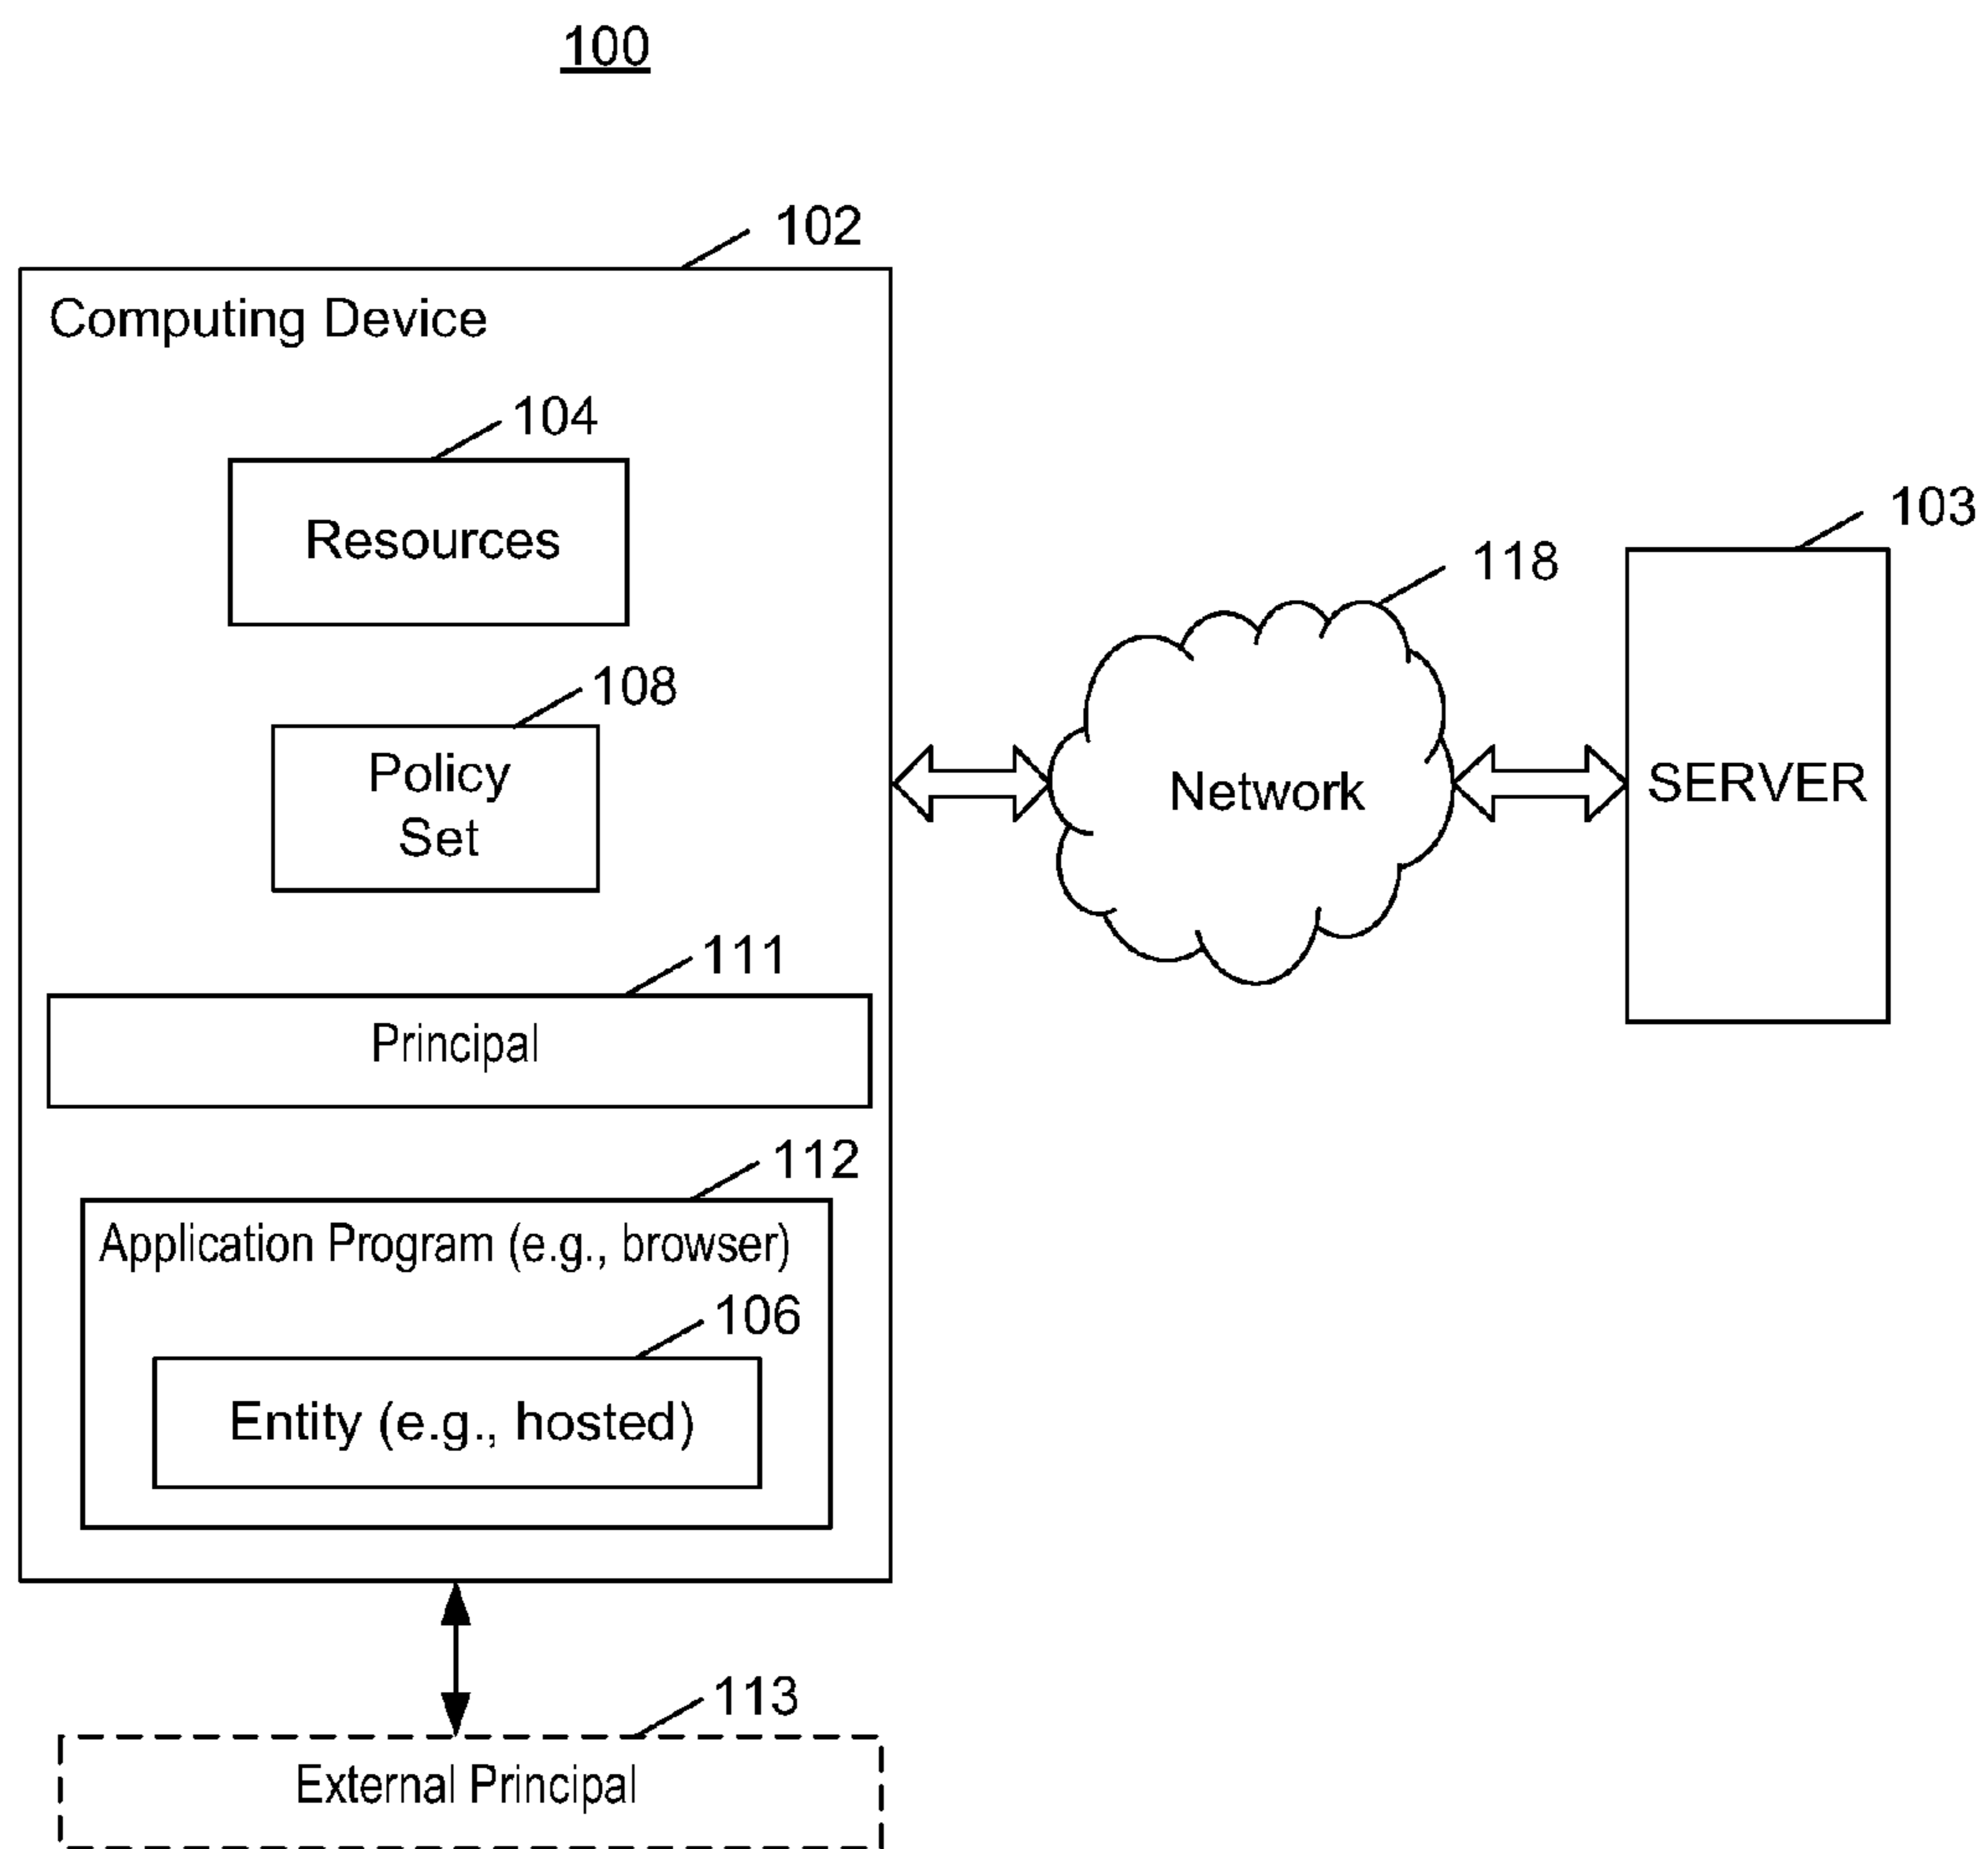 100
102
Computing Device
104
Resources
108
Policy
Set
111
Principal
112
Application Program (e.g., browser)
106
Entity (e.g., hosted)
113
External Principal
118
Network
103
SERVER